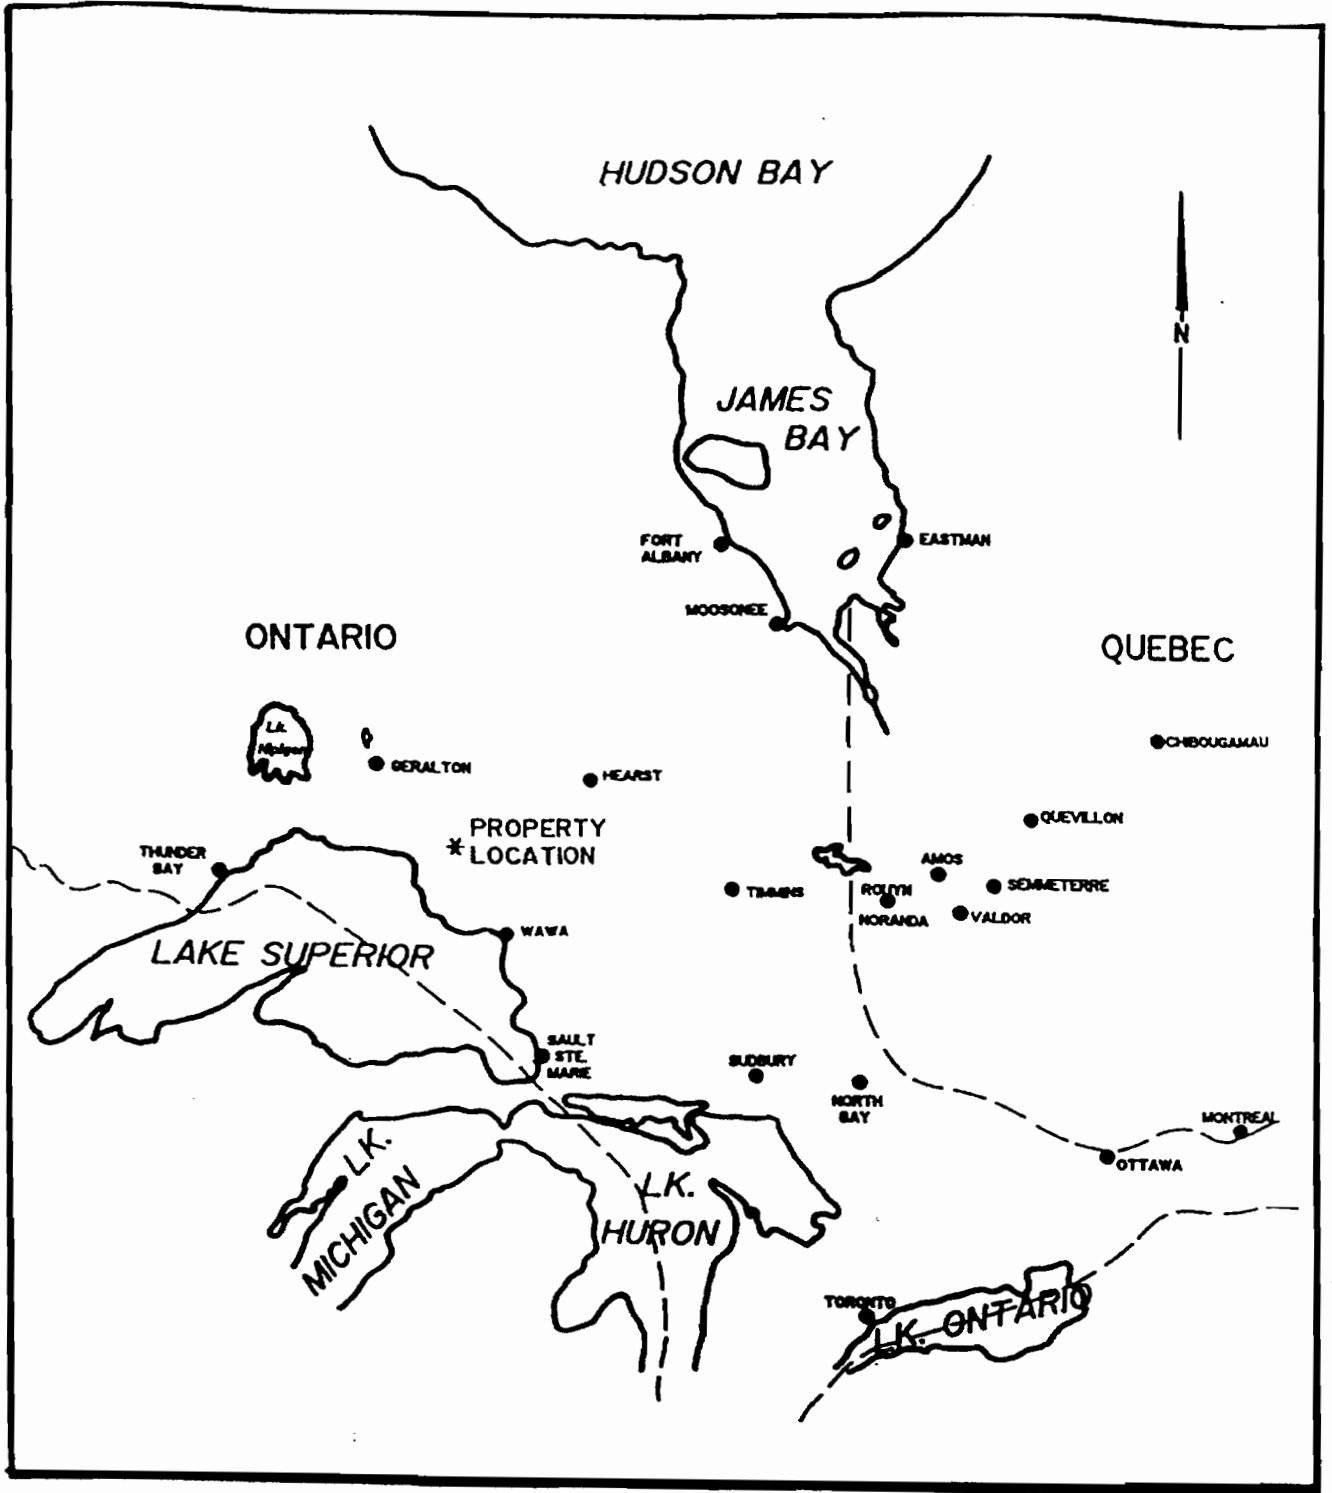 HUDSON BAY
N
JAMES
BAY
FORT
ALBANY
EASTMAN
MOOSONEE
ONTARIO
QUEBEC
Lk.
Nipigon
GERALTON
HEARST
CHIBOUGAMAU
PROPERTY
* LOCATION
QUEVILLON
THUNDER
BAY
AMOS
TIMMINS
ROUYN
NORANDA
SEMMETERRE
VALDOR
WAWA
LAKE SUPERIOR
SAULT
STE.
MARIE
SUDBURY
NORTH
BAY
MONTREAL
OTTAWA
LK.
MICHIGAN
LK.
HURON
TORONTO
LK. ONTARIO